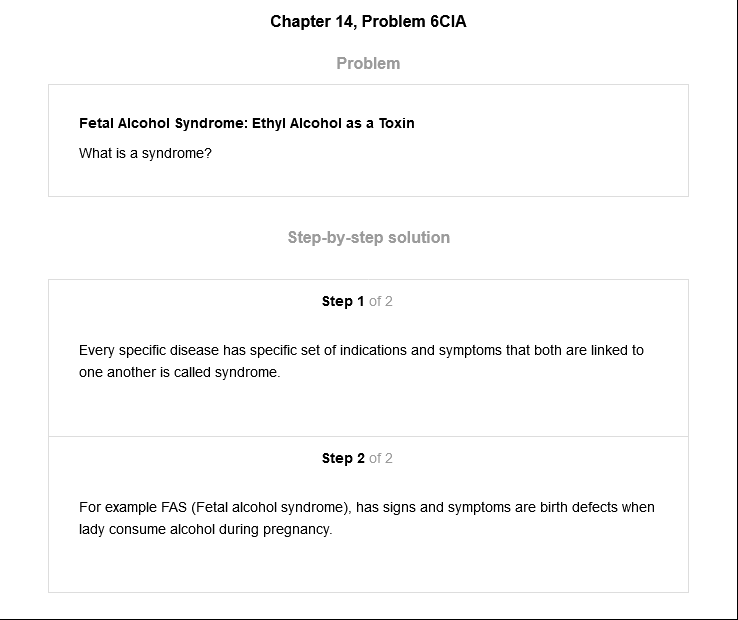 Chapter 14, Problem 6CIA
Problem
Fetal Alcohol Syndrome: Ethyl Alcohol as a Toxin
What is a syndrome?
Step-by-step solution
Step 1 of 2
Every specific disease has specific set of indications and symptoms that both are linked to
one another is called syndrome.
Step 2 of 2
For example FAS (Fetal alcohol syndrome), has signs and symptoms are birth defects when
lady consume alcohol during pregnancy.